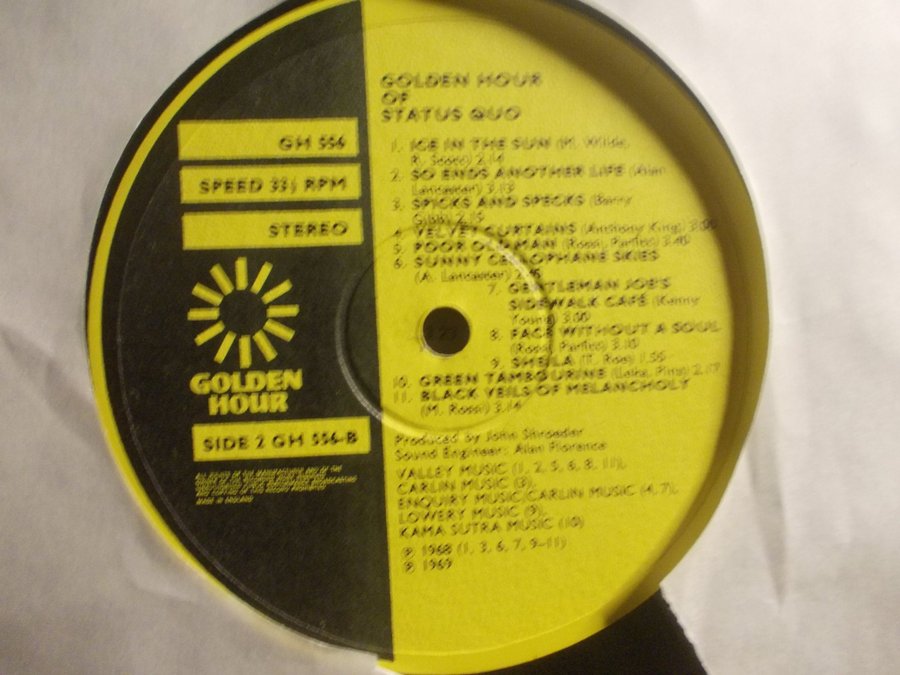 GH 556
SPEED 33⅓ RPM
STEREO
GOLDEN
HOUR
SIDE 2 GH 556-B
GOLDEN HOUR
OF
STATUS QUO
1. ICE IN THE SUN (M. Wilde,
R. Scott) 2.14
2. SO ENDS ANOTHER LIFE (Alan
Lancaster) 3.13
3. SPICKS AND SPECKS (Barry
Gibb) 2.15
4. VELVET CURTAINS (Anthony King) 3.00
5. POOR OLD MAN (Rossi, Parfitt) 3.40
6. SUNNY CELLOPHANE SKIES
(A. Lancaster)
7. GENTLEMAN JOE'S
SIDEWALK CAFÉ (Kenny
Young) 3.00
8. FACE WITHOUT A SOUL
(Rossi, Parfitt) 3.10
9. SHEILA (T. Roe) 1.55
10. GREEN TAMBOURINE (Leka, Pinz) 2.17
11. BLACK VEILS OF MELANCHOLY
(M. Rossi) 3.14
Produced by John Shroeder
Sound Engineer: Alan Florence
VALLEY MUSIC (1, 2, 5, 6, 8, 11),
CARLIN MUSIC (3),
ENQUIRY MUSIC/CARLIN MUSIC (4, 7),
LOWERY MUSIC (9),
KAMA SUTRA MUSIC (10)
℗ 1968 (1, 3, 6, 7, 9-11)
℗ 1969